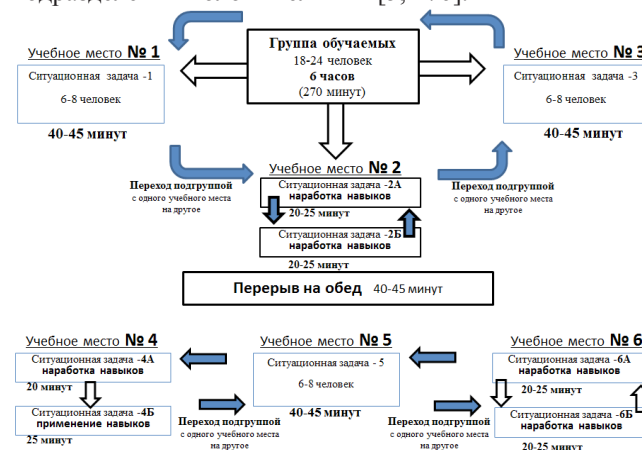 Учебное место № 1
Ситуационная задача -1
6-8 человек
40-45 минут
Группа обучаемых
18-24 человек
6 часов
(270 минут)
Учебное место № 3
Ситуационная задача -3
6-8 человек
40-45 минут
Переход подгруппой
с одного учебного места
на другое
Учебное место № 2
Ситуационная задача -2А
наработка навыков
20-25 минут
Ситуационная задача -2Б
наработка навыков
20-25 минут
Переход подгруппой
с одного учебного места
на другое
Перерыв на обед 40-45 минут
Учебное место № 4
Ситуационная задача -4А
наработка навыков
20 минут
Ситуационная задача -4Б
применение навыков
25 минут
Переход подгруппой
с одного учебного места
на другое
Учебное место № 5
Ситуационная задача - 5
6-8 человек
40-45 минут
Переход подгруппой
с одного учебного места
на другое
Учебное место № 6
Ситуационная задача -6А
наработка навыков
20-25 минут
Ситуационная задача -6Б
наработка навыков
20-25 минут